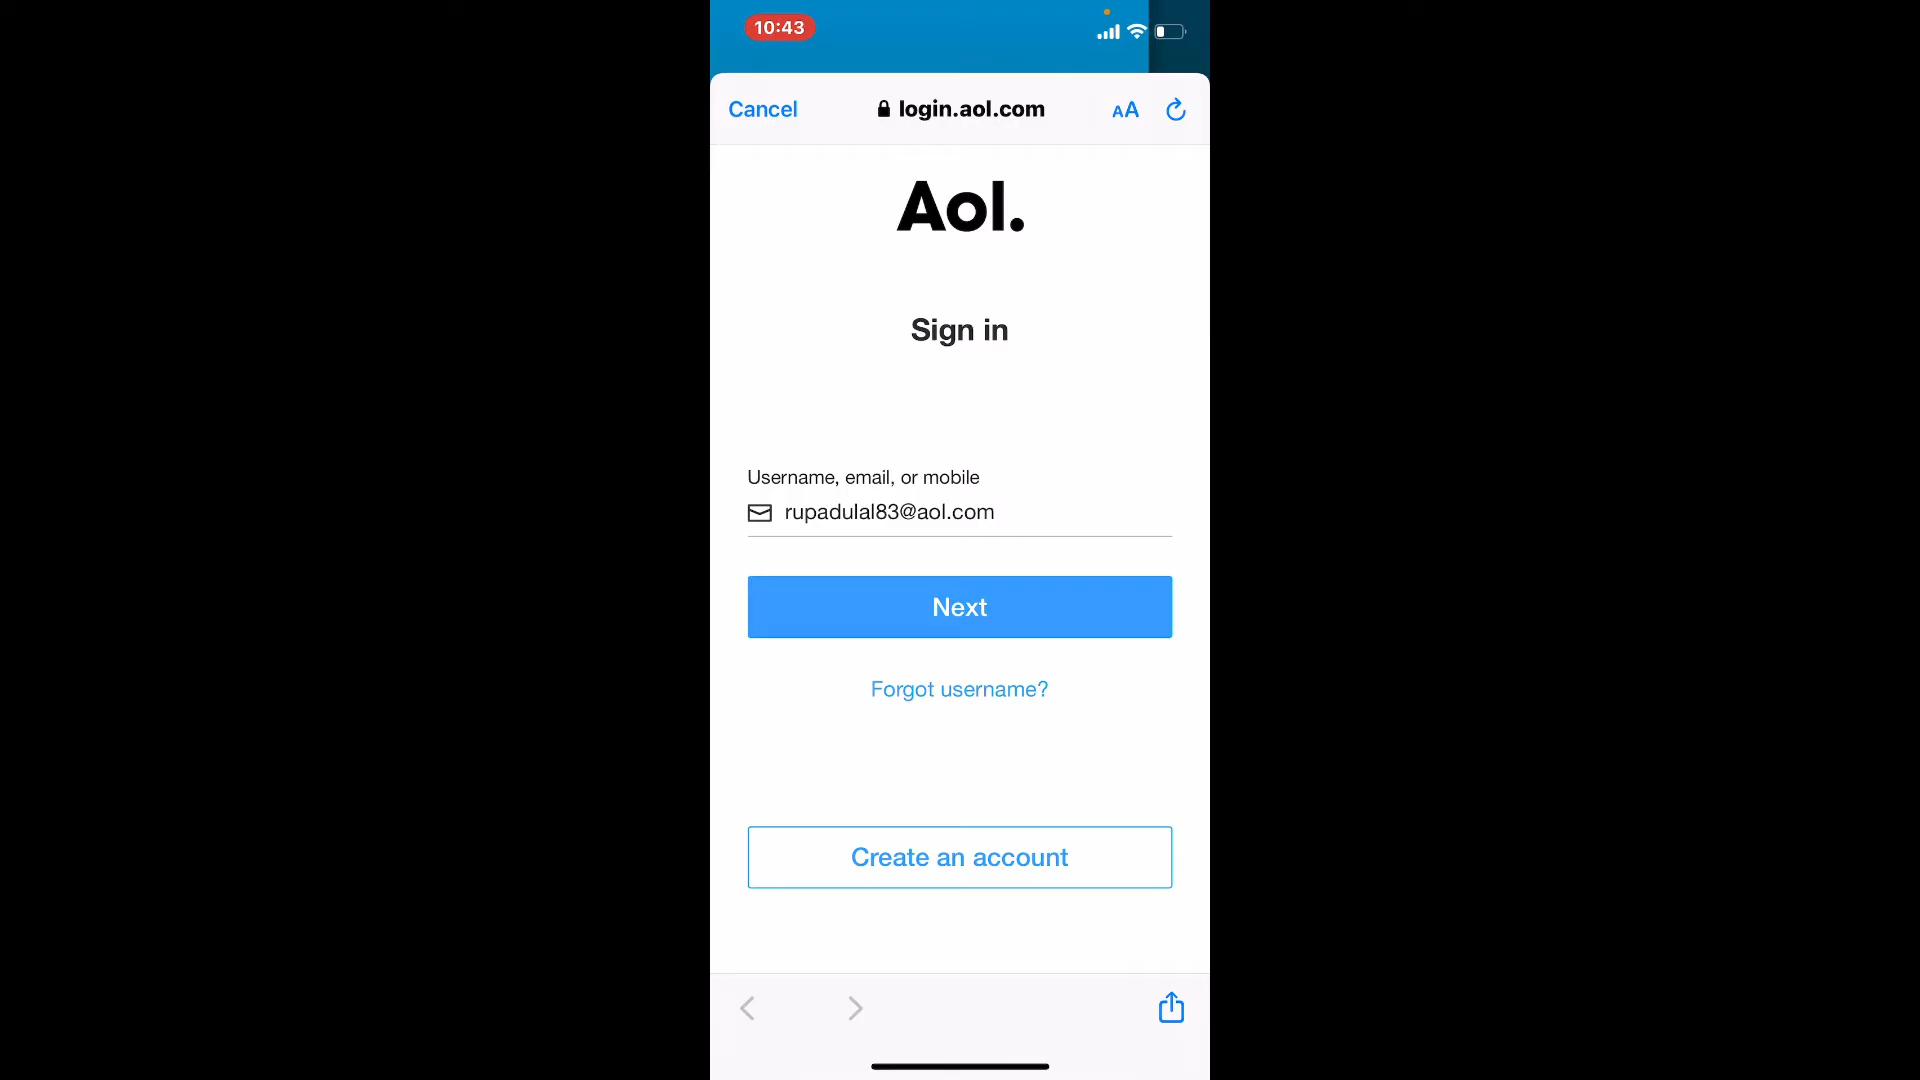 10:43
Cancel
login.aol.com
AA
Aol.
Sign in
Username, email, or mobile
rupadulal83@aol.com
Next
Forgot username?
Create an account